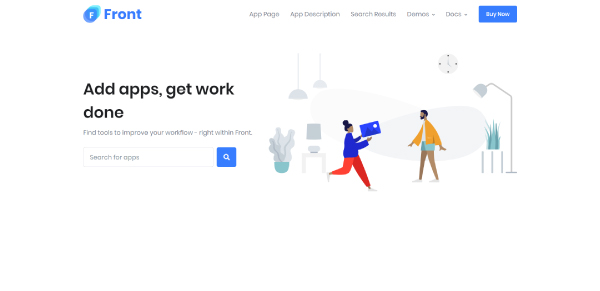 Front
App Page App Description Search Results Demos Docs Buy Now
Add apps, get work
done
Find tools to improve your workflow - right within Front.
Search for apps